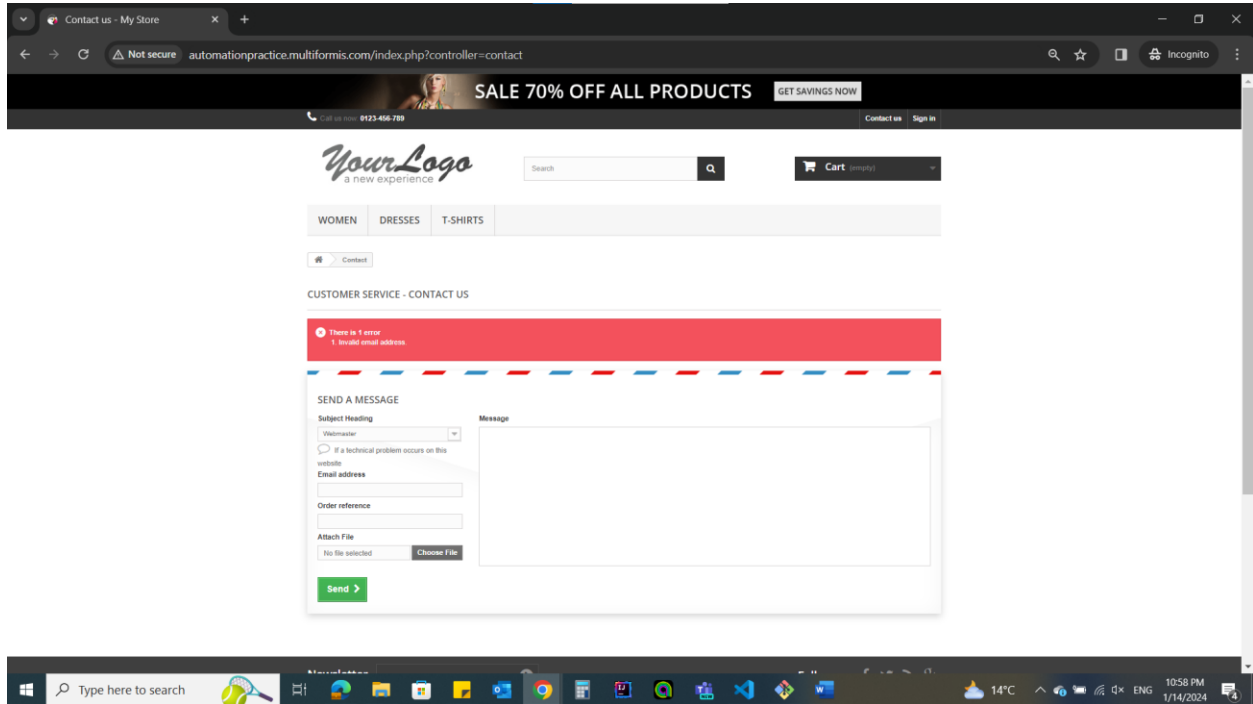 Contact us - My Store
Not secure automationpractice.multiformis.com/index.php?controller=contact
Incognito
SALE 70% OFF ALL PRODUCTS GET SAVINGS NOW
Call us now: 0123-456-789 Contact us Sign in
Your Logo
a new experience
Search
Cart (empty)
WOMEN DRESSES T-SHIRTS
Contact
CUSTOMER SERVICE - CONTACT US
There is 1 error
1. Invalid email address.
SEND A MESSAGE
Subject Heading
Message
Webmaster
If a technical problem occurs on this
website
Email address
Order reference
Attach File
No file selected Choose File
Send
Type here to search
14°C
ENG
10:58 PM
1/14/2024
4